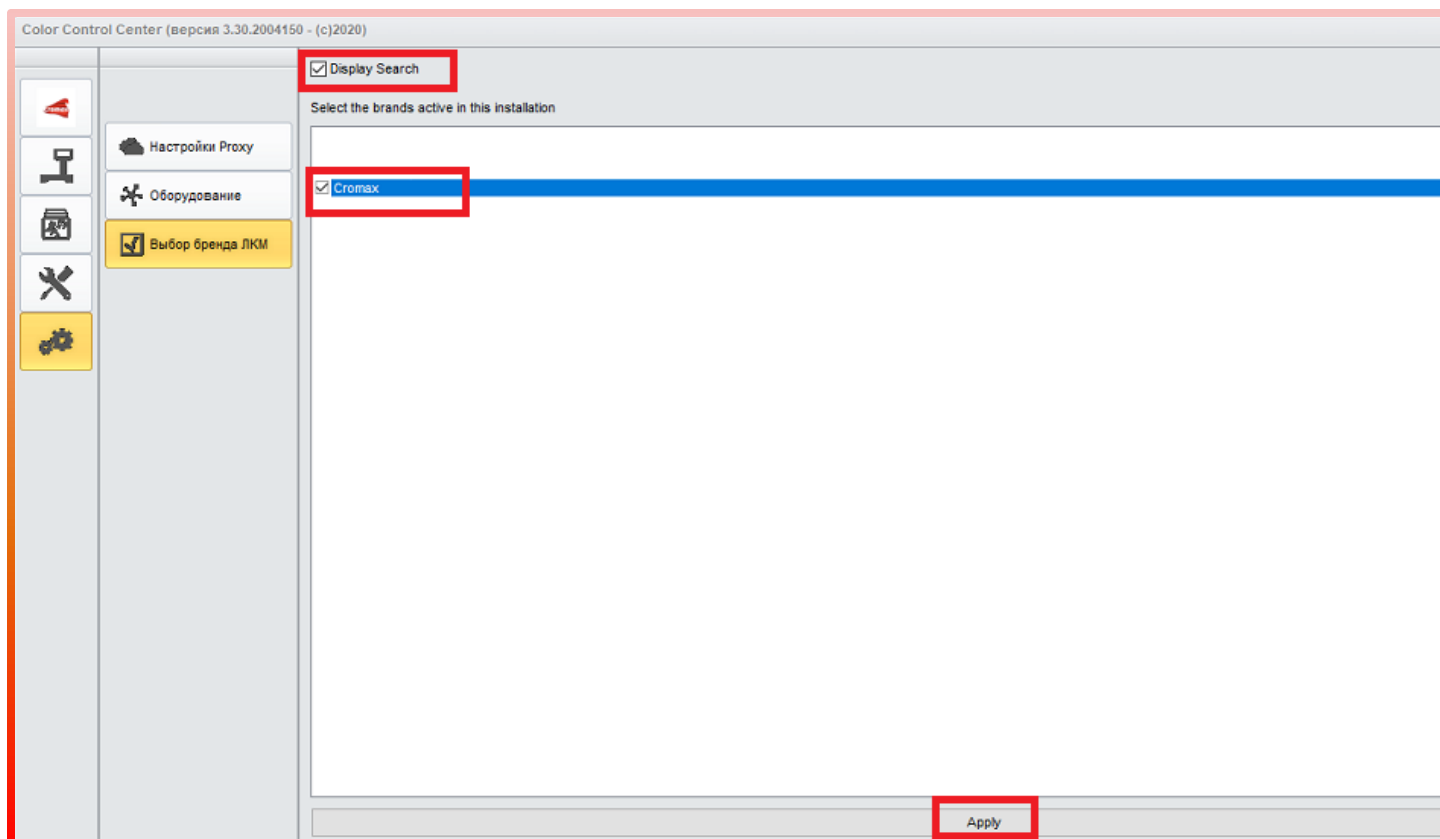 Color Control Center (версия 3.30.2004150 - (c)2020)
Display Search
Select the brands active in this installation
cromax
Настройки Proxy
Cromax
Оборудование
Выбор бренда ЛКМ
Apply